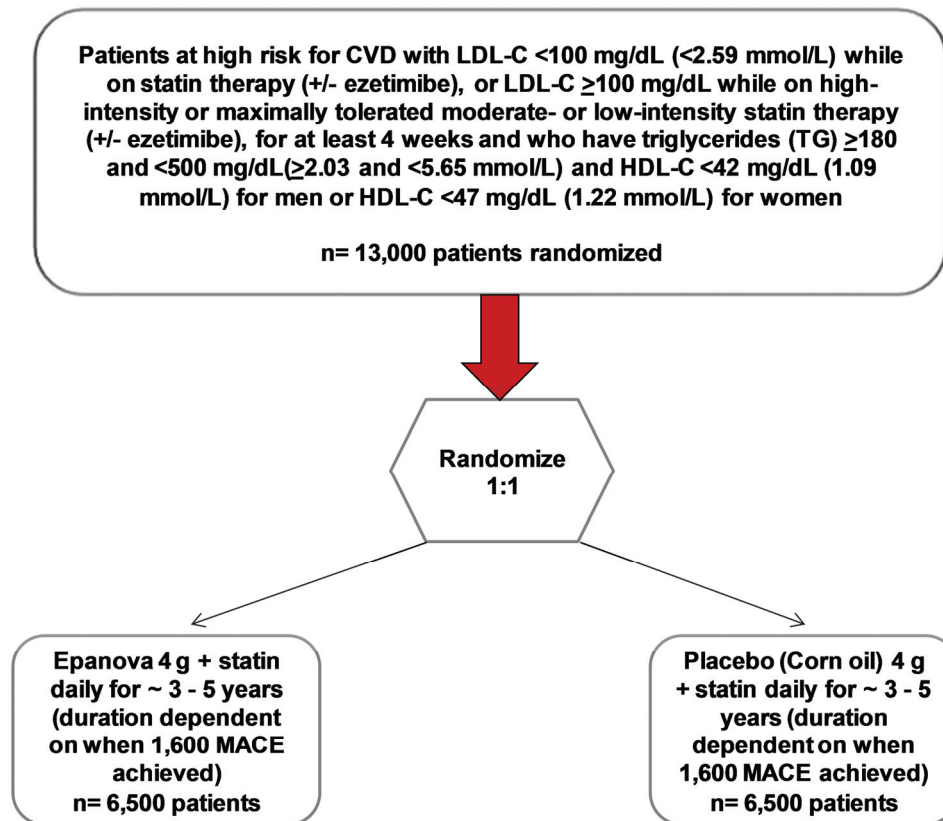 Patients at high risk for CVD with LDL-C <100 mg/dL (<2.59 mmol/L) while
on statin therapy (+/- ezetimibe), or LDL-C ≥100 mg/dL while on high-
intensity or maximally tolerated moderate- or low-intensity statin therapy
(+/- ezetimibe), for at least 4 weeks and who have triglycerides (TG) ≥180
and <500 mg/dL(≥2.03 and <5.65 mmol/L) and HDL-C <42 mg/dL (1.09
mmol/L) for men or HDL-C <47 mg/dL (1.22 mmol/L) for women
n= 13,000 patients randomized
Randomize
1:1
Epanova 4 g + statin
daily for ~ 3 - 5 years
(duration dependent
on when 1,600 MACE
achieved)
n= 6,500 patients
Placebo (Corn oil) 4 g
+ statin daily for ~ 3 - 5
years (duration
dependent on when
1,600 MACE achieved)
n= 6,500 patients